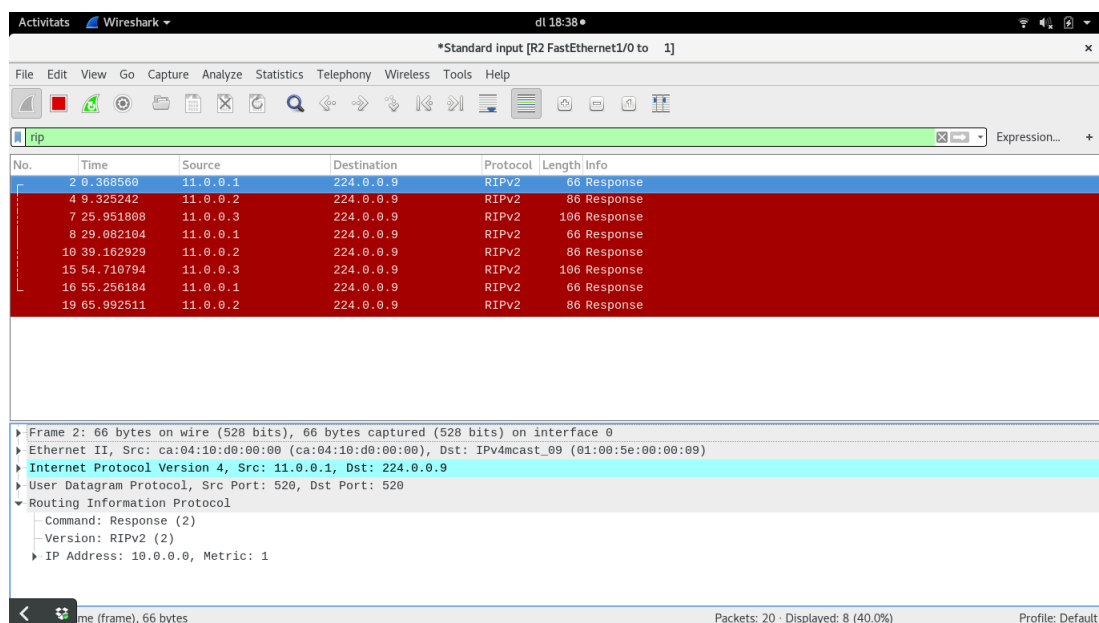 Activitats Wireshark dl 18:38
*Standard input [R2 FastEthernet1/0 to 1]
File Edit View Go Capture Analyze Statistics Telephony Wireless Tools Help
rip Expression... +
No. Time Source Destination Protocol Length Info
2 0.368560 11.0.0.1 224.0.0.9 RIPv2 66 Response
4 9.325242 11.0.0.2 224.0.0.9 RIPv2 86 Response
7 25.951808 11.0.0.3 224.0.0.9 RIPv2 106 Response
8 29.082104 11.0.0.1 224.0.0.9 RIPv2 66 Response
10 39.162929 11.0.0.2 224.0.0.9 RIPv2 86 Response
15 54.710794 11.0.0.3 224.0.0.9 RIPv2 106 Response
16 55.256184 11.0.0.1 224.0.0.9 RIPv2 66 Response
19 65.992511 11.0.0.2 224.0.0.9 RIPv2 86 Response
Frame 2: 66 bytes on wire (528 bits), 66 bytes captured (528 bits) on interface 0
Ethernet II, Src: ca:04:10:d0:00:00 (ca:04:10:d0:00:00), Dst: IPv4mcast_09 (01:00:5e:00:00:09)
Internet Protocol Version 4, Src: 11.0.0.1, Dst: 224.0.0.9
User Datagram Protocol, Src Port: 520, Dst Port: 520
Routing Information Protocol
Command: Response (2)
Version: RIPv2 (2)
IP Address: 10.0.0.0, Metric: 1
me (frame), 66 bytes Packets: 20 · Displayed: 8 (40.0%) Profile: Default